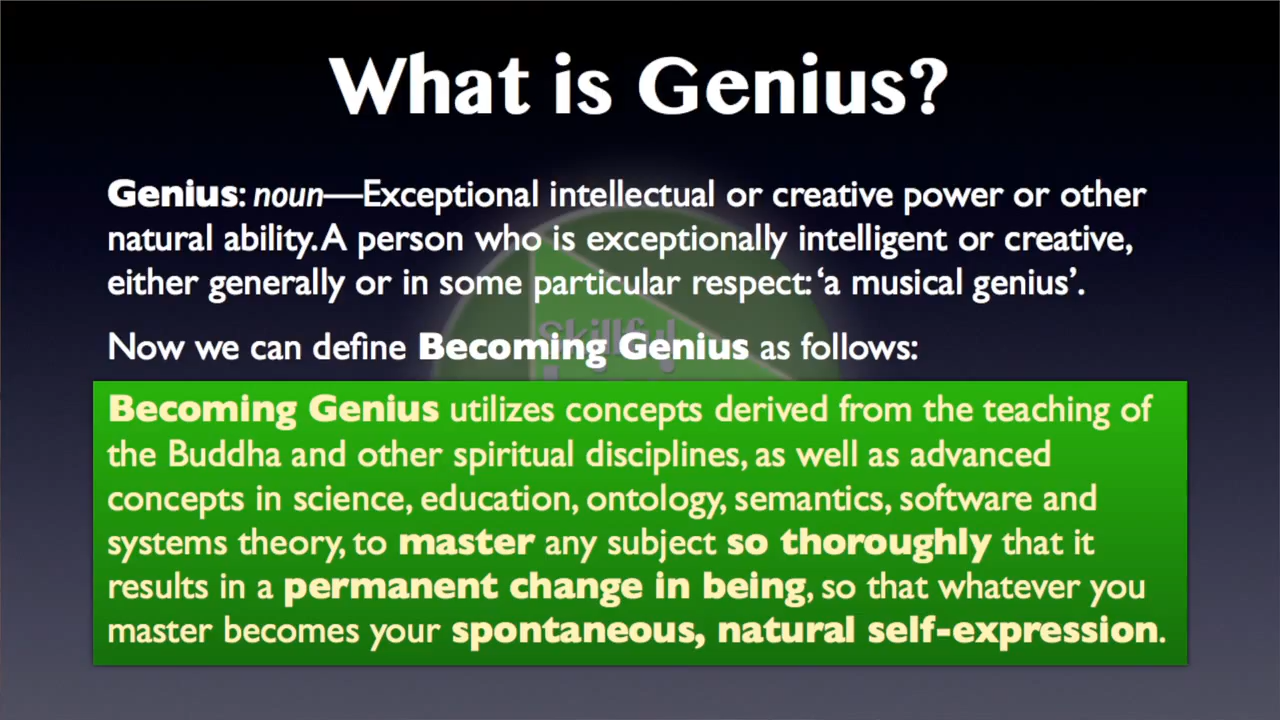 What is Genius?
Genius: noun—Exceptional intellectual or creative power or other
natural ability. A person who is exceptionally intelligent or creative,
either generally or in some particular respect: ‘a musical genius’.
Skillful
Now we can define Becoming Genius as follows:
Becoming Genius utilizes concepts derived from the teaching of
the Buddha and other spiritual disciplines, as well as advanced
concepts in science, education, ontology, semantics, software and
systems theory, to master any subject so thoroughly that it
results in a permanent change in being, so that whatever you
master becomes your spontaneous, natural self-expression.